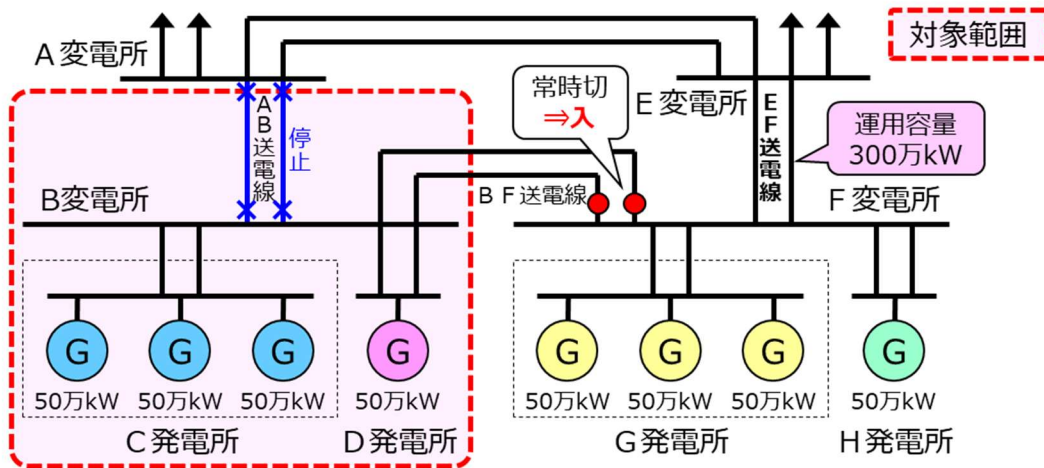 対象範囲
A変電所
常時切
⇒入
E変電所
AB送電線
停止
EF送電線
運用容量
300万kW
B変電所
BF送電線
F変電所
G
G
G
G
G
G
G
G
50万kW
50万kW
50万kW
50万kW
50万kW
50万kW
50万kW
50万kW
C発電所
D発電所
G発電所
H発電所